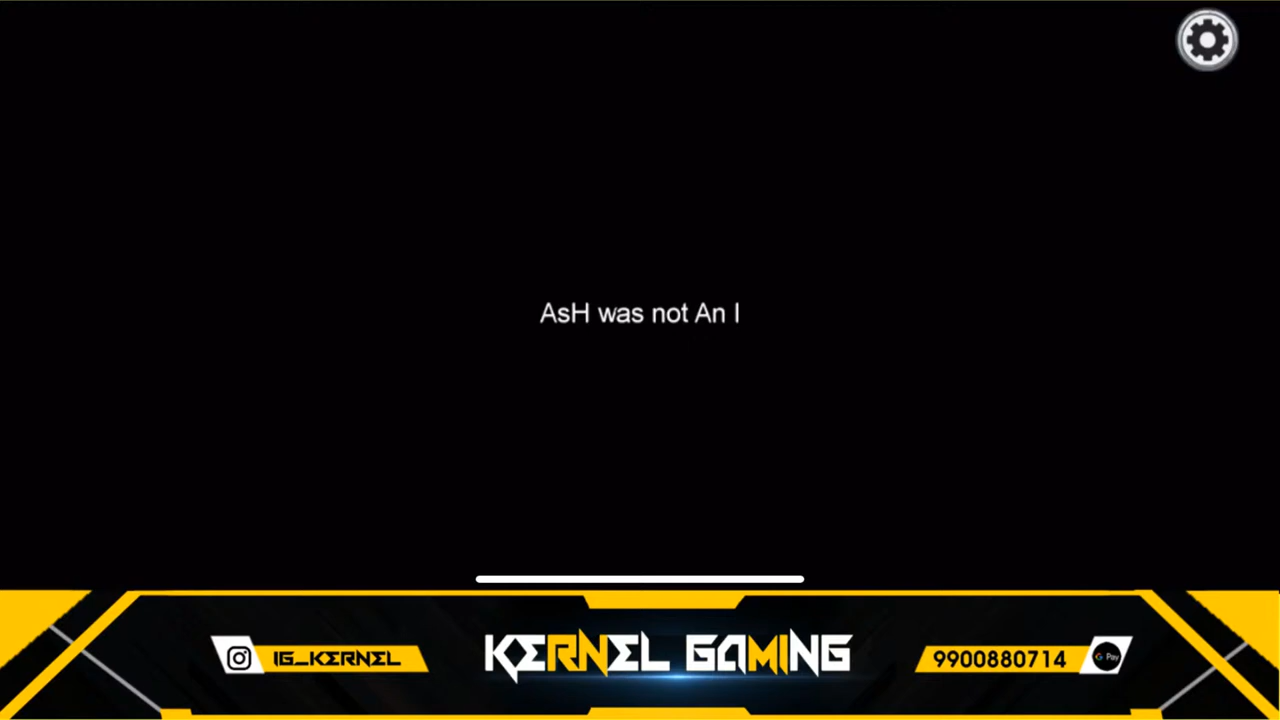 AsH was not An I
IG_KERNEL
KERNEL GAMING
9900880714
G Pay